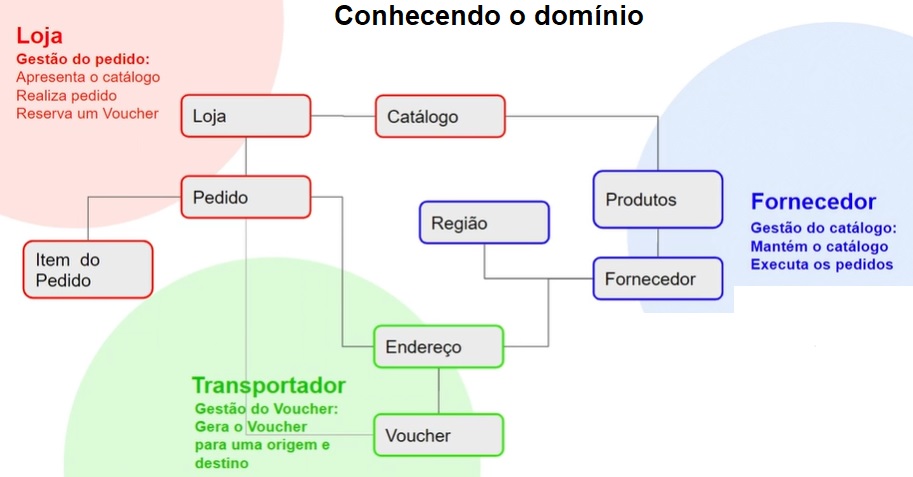 Conhecendo o domínio
Loja
Gestão do pedido:
Apresenta o catálogo
Realiza pedido
Reserva um Voucher
Loja
Catálogo
Pedido
Produtos
Região
Fornecedor
Gestão do catálogo:
Mantém o catálogo
Executa os pedidos
Item do
Pedido
Fornecedor
Endereço
Transportador
Gestão do Voucher:
Gera o Voucher
para uma origem e
destino
Voucher